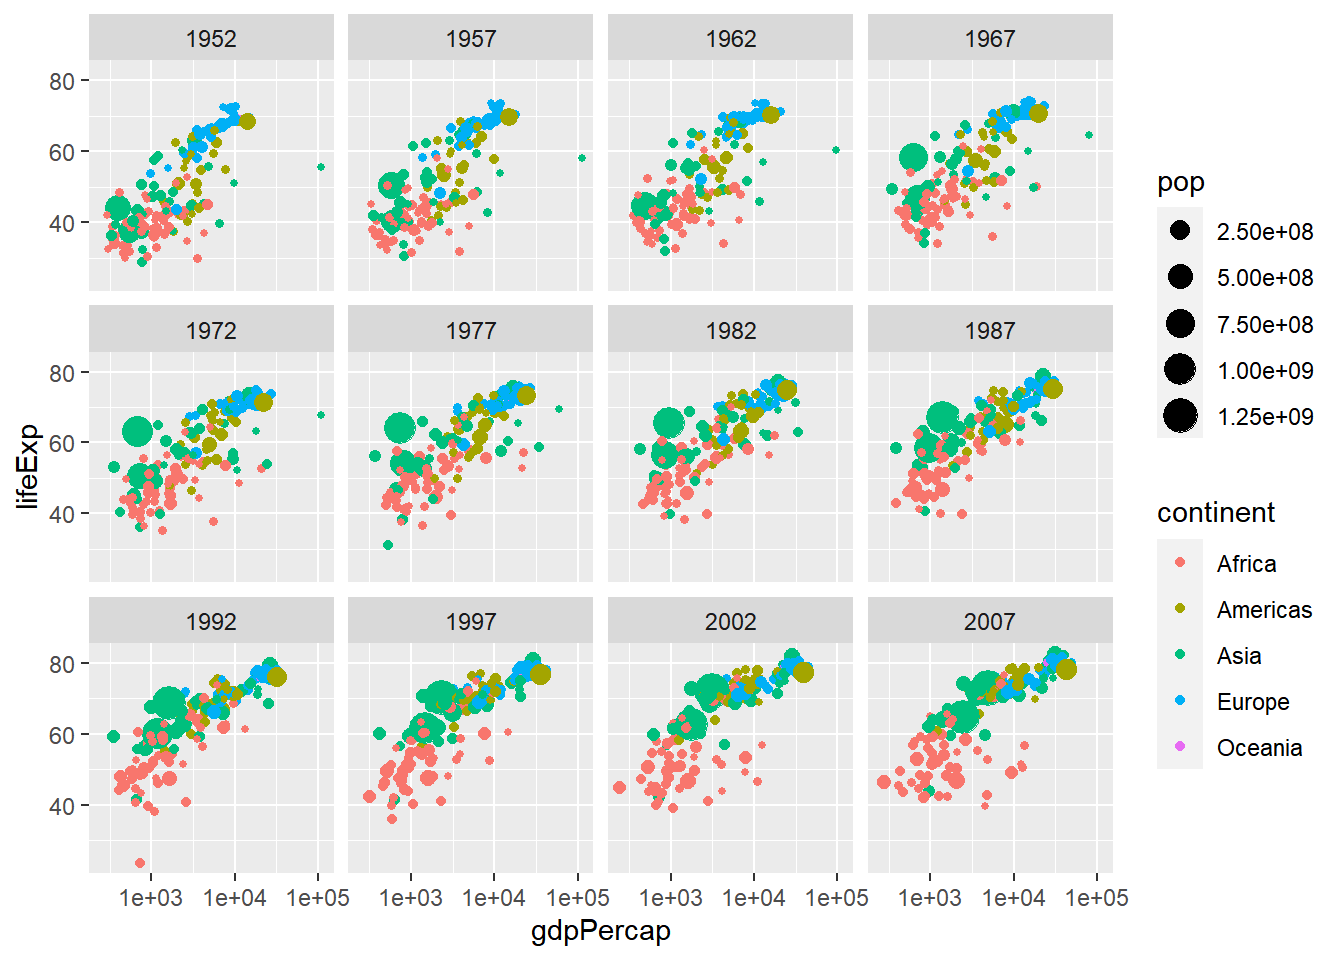 1952
1957
1962
1967
80
60
40
1972
1977
1982
1987
80
60
40
1992
1997
2002
2007
80
60
40
1e+03
1e+04
1e+05
1e+03
1e+04
1e+05
1e+03
1e+04
1e+05
1e+03
1e+04
1e+05
gdpPercap
lifeExp
pop
2.50e+08
5.00e+08
7.50e+08
1.00e+09
1.25e+09
continent
Africa
Americas
Asia
Europe
Oceania